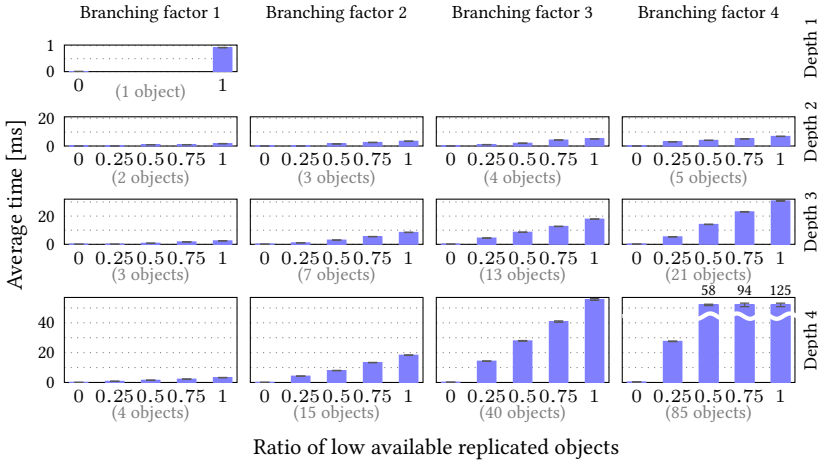 Branching factor 1 Branching factor 2 Branching factor 3 Branching factor 4
Average time [ms]
1
0
0 1
(1 object)
Depth 1
20
0
0 0.25 0.5 0.75 1 0 0.25 0.5 0.75 1 0 0.25 0.5 0.75 1 0 0.25 0.5 0.75 1
(2 objects) (3 objects) (4 objects) (5 objects)
Depth 2
20
0
0 0.25 0.5 0.75 1 0 0.25 0.5 0.75 1 0 0.25 0.5 0.75 1 0 0.25 0.5 0.75 1
(3 objects) (7 objects) (13 objects) (21 objects)
Depth 3
58 94 125
40
20
0
0 0.25 0.5 0.75 1 0 0.25 0.5 0.75 1 0 0.25 0.5 0.75 1 0 0.25 0.5 0.75 1
(4 objects) (15 objects) (40 objects) (85 objects)
Depth 4
Ratio of low available replicated objects